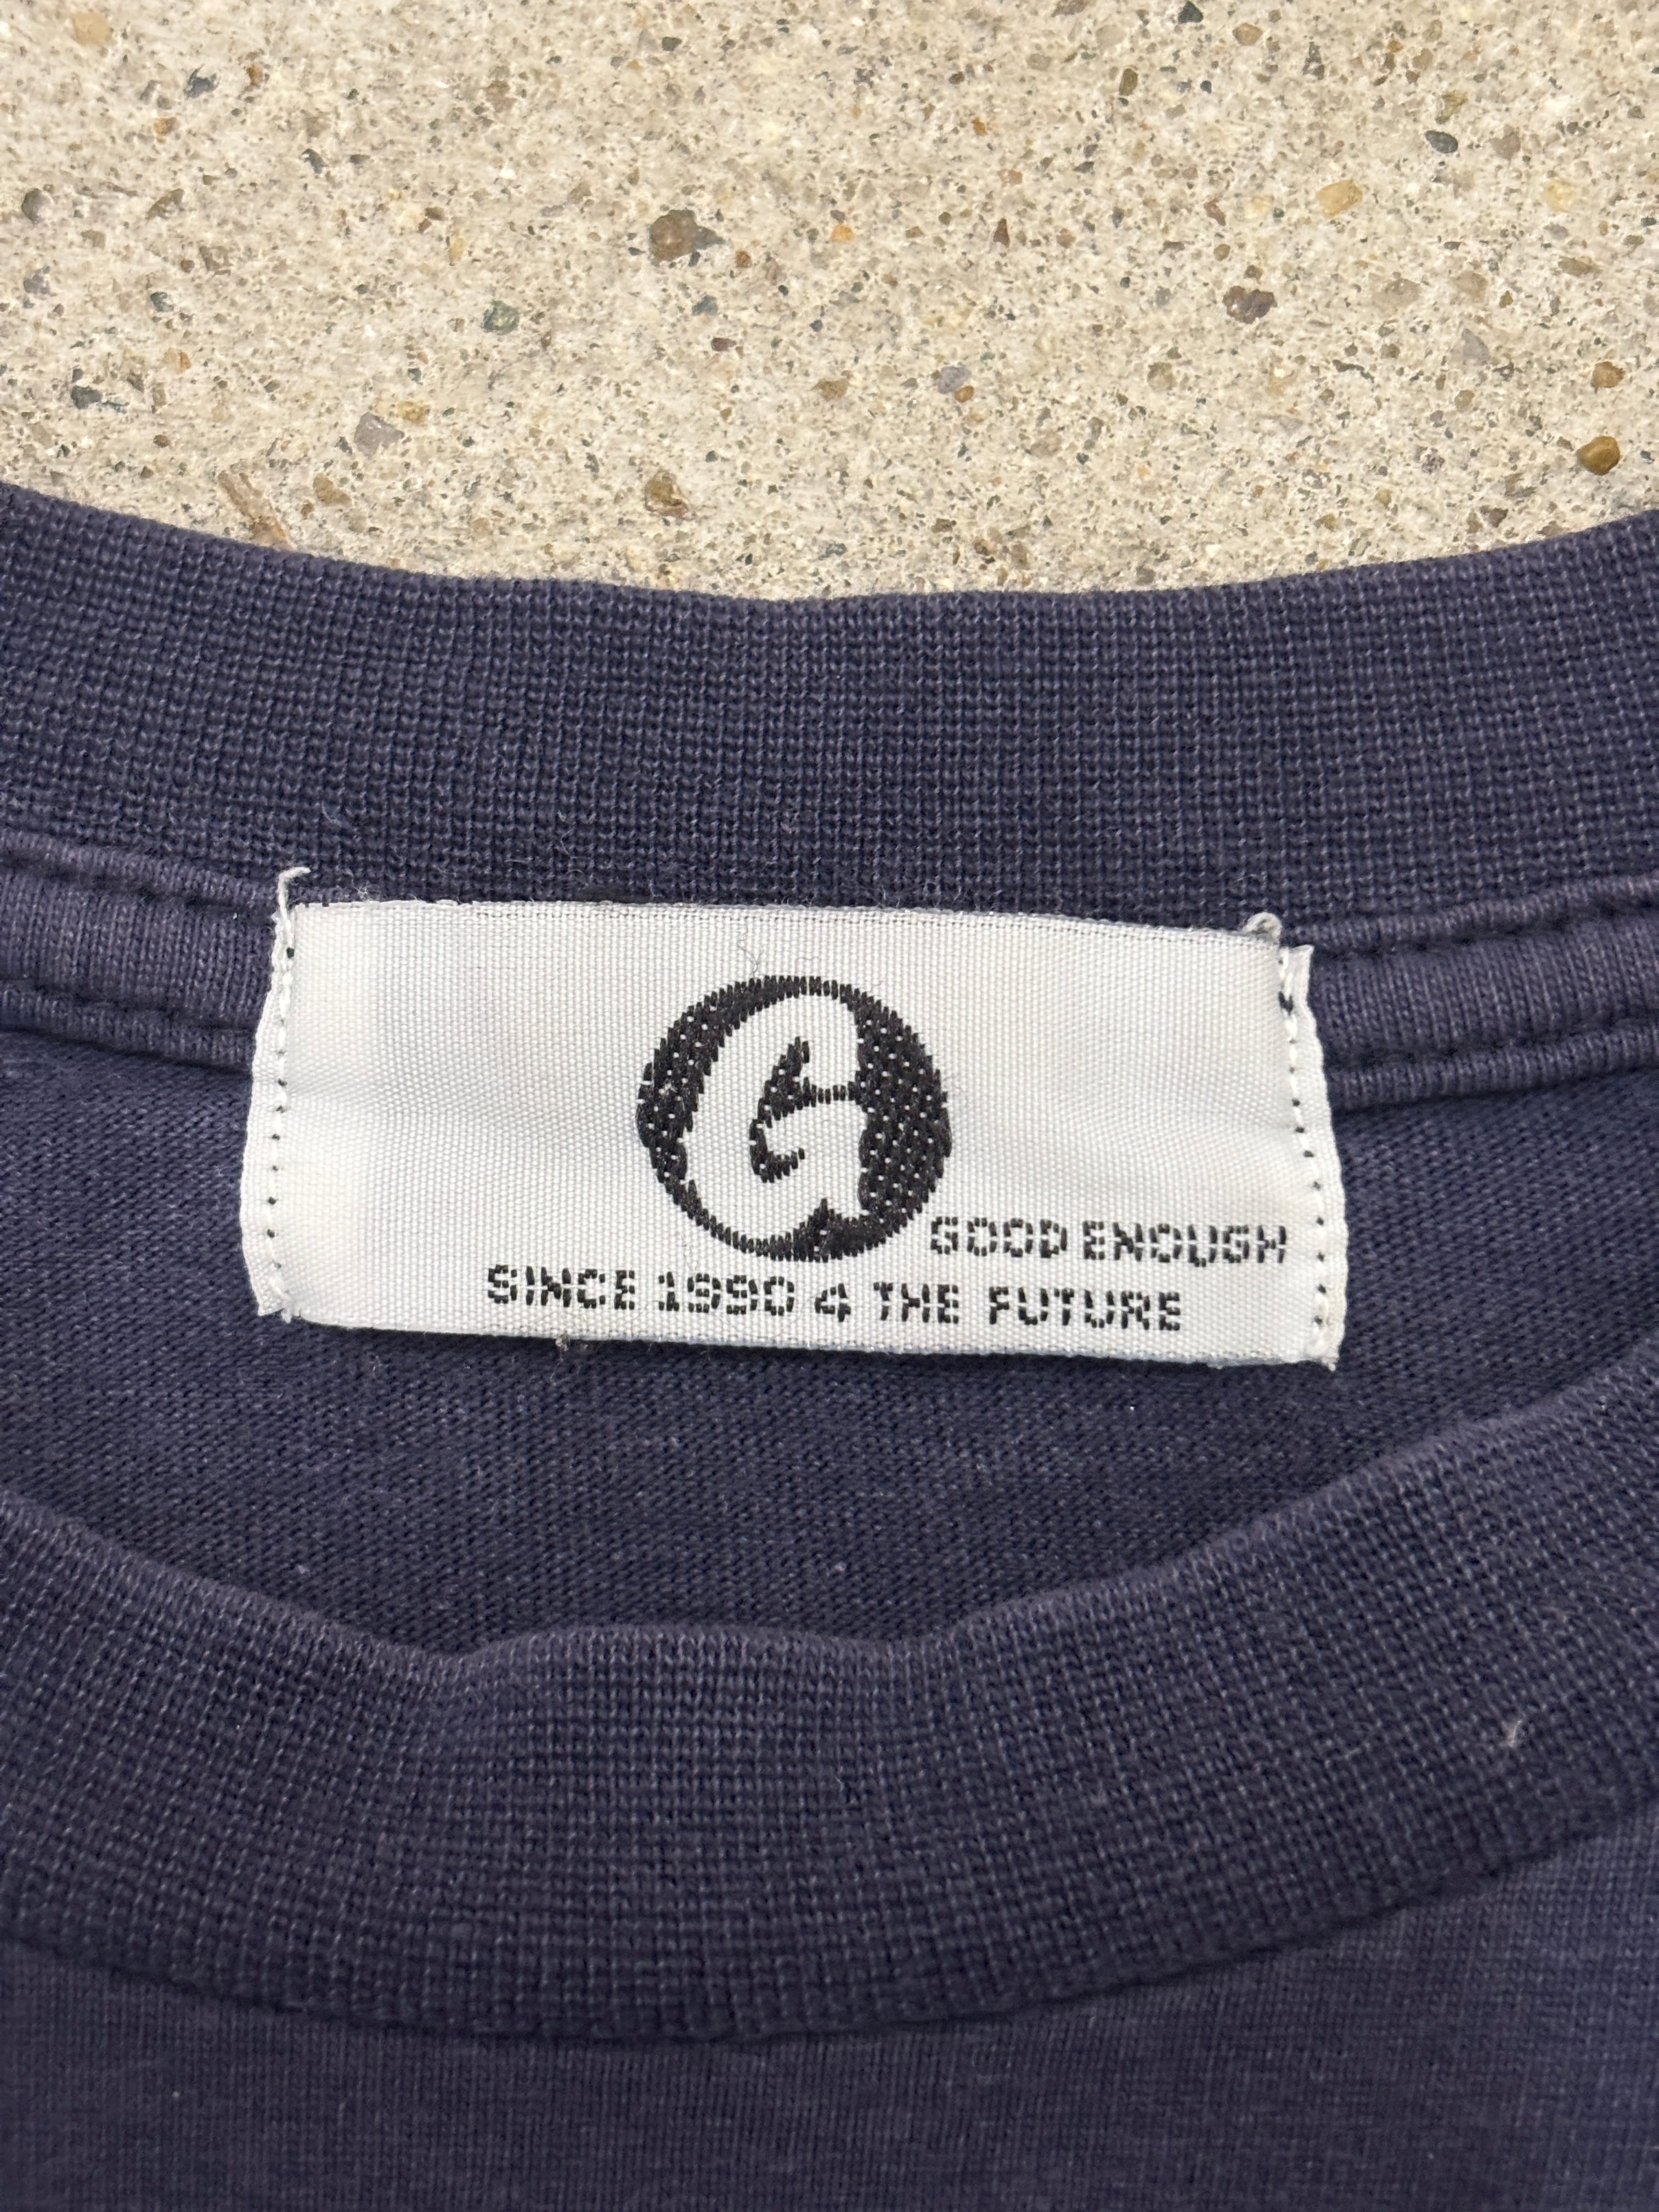 G
GOOD ENOUGH
SINCE 1990 4 THE FUTURE